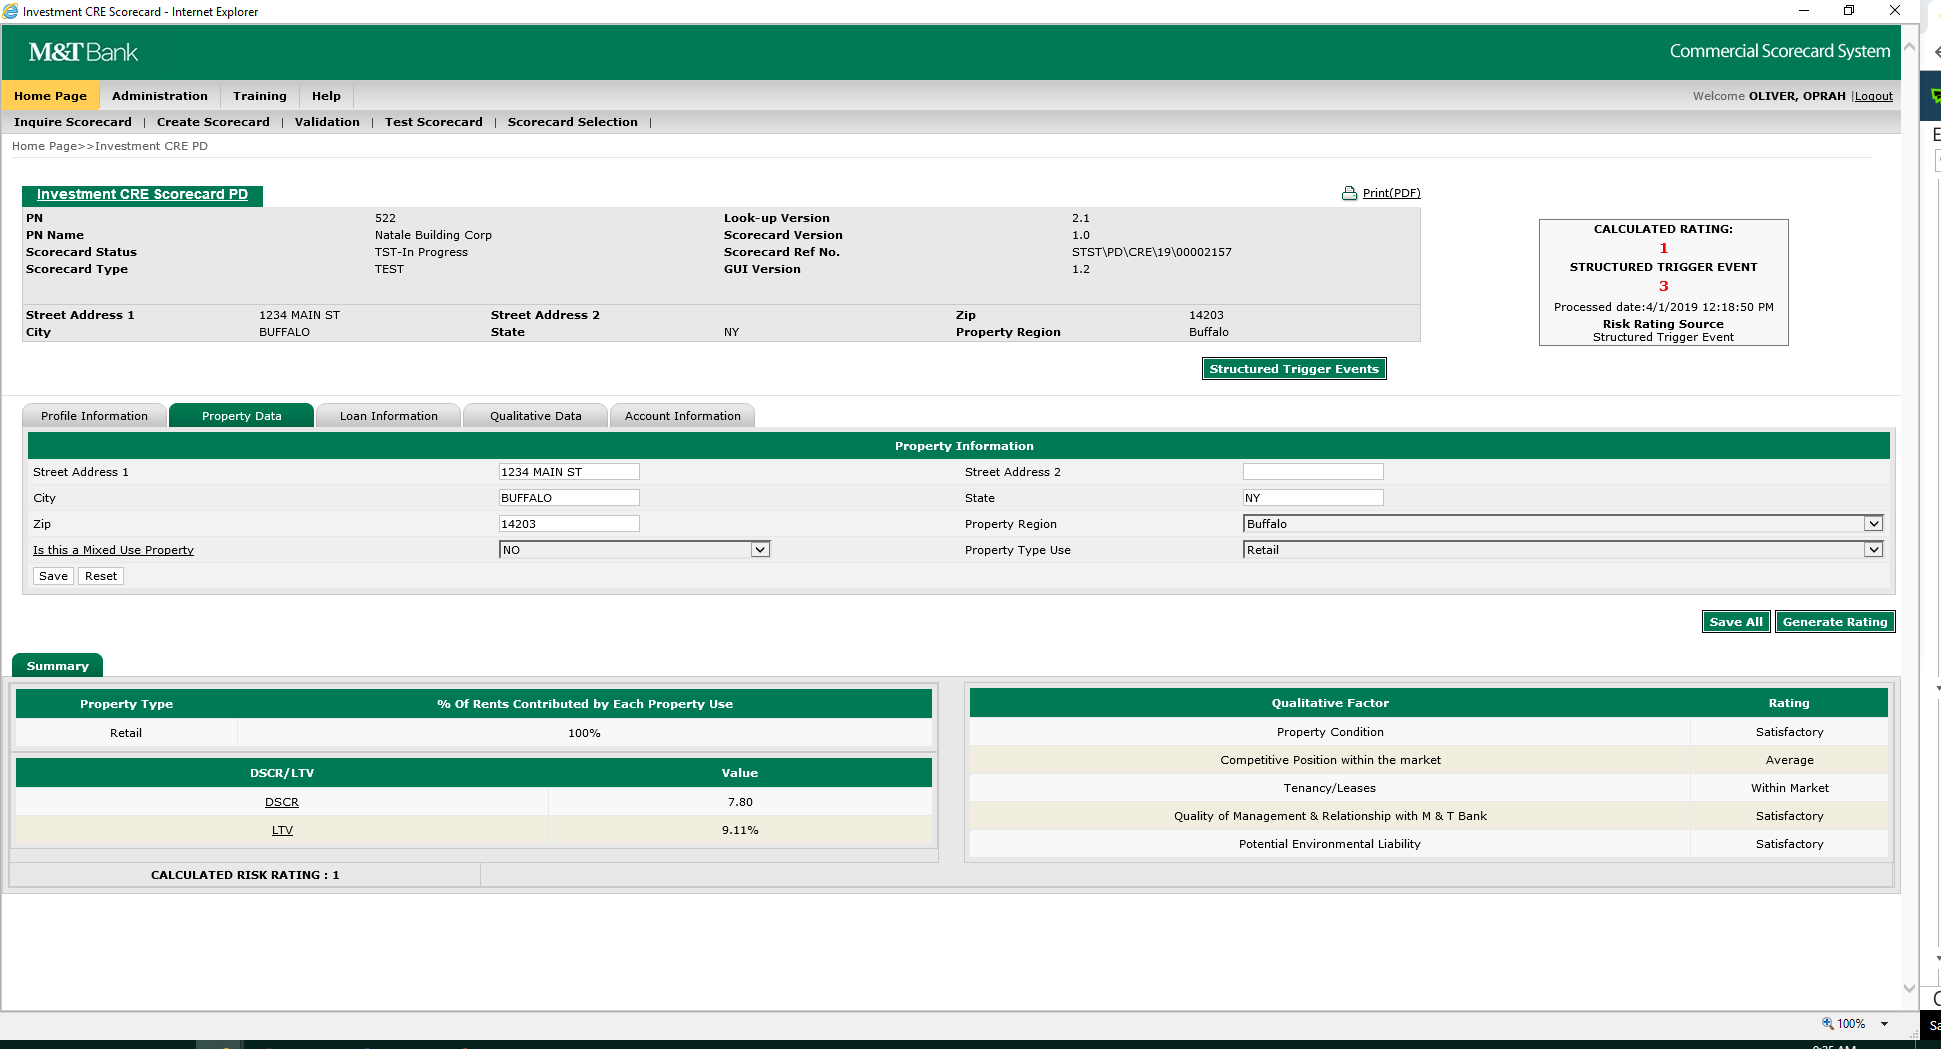 Investment CRE Scorecard - Internet Explorer
M&T Bank
Commercial Scorecard System
Home Page Administration Training Help
Welcome OLIVER, OPRAH |Logout
Inquire Scorecard | Create Scorecard | Validation | Test Scorecard | Scorecard Selection |
Home Page>>Investment CRE PD
Investment CRE Scorecard PD
Print(PDF)
PN 522 Look-up Version 2.1
PN Name Natale Building Corp Scorecard Version 1.0
Scorecard Status TST-In Progress Scorecard Ref No. STST\PD\CRE\19\00002157
Scorecard Type TEST GUI Version 1.2
Street Address 1 1234 MAIN ST Street Address 2 Zip 14203
City BUFFALO State NY Property Region Buffalo
CALCULATED RATING:
1
STRUCTURED TRIGGER EVENT
3
Processed date:4/1/2019 12:18:50 PM
Risk Rating Source
Structured Trigger Event
Structured Trigger Events
Profile Information Property Data Loan Information Qualitative Data Account Information
Property Information
Street Address 1 1234 MAIN ST Street Address 2
City BUFFALO State NY
Zip 14203 Property Region Buffalo
Is this a Mixed Use Property NO Property Type Use Retail
Save Reset
Save All Generate Rating
Summary
Property Type % Of Rents Contributed by Each Property Use
Retail 100%
DSCR/LTV Value
DSCR 7.80
LTV 9.11%
CALCULATED RISK RATING : 1
Qualitative Factor Rating
Property Condition Satisfactory
Competitive Position within the market Average
Tenancy/Leases Within Market
Quality of Management & Relationship with M & T Bank Satisfactory
Potential Environmental Liability Satisfactory
100%